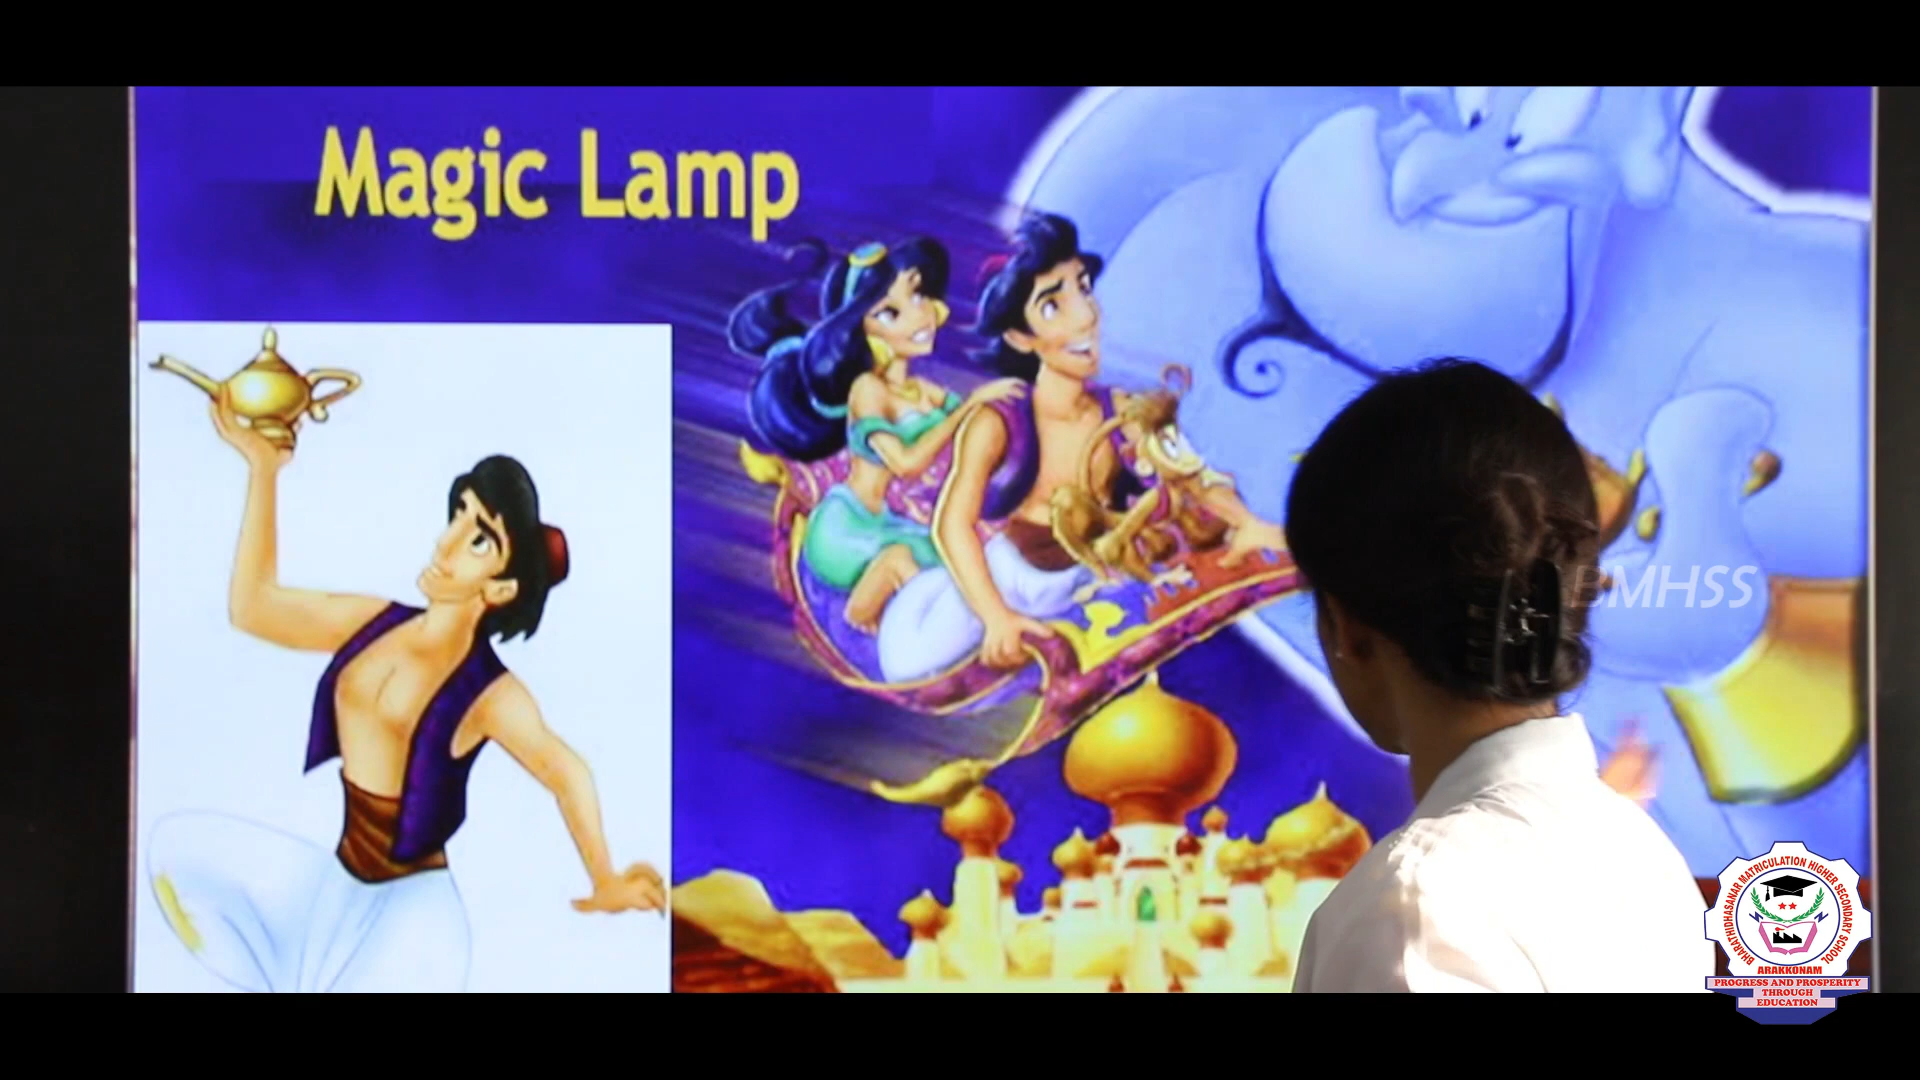 Magic Lamp
BMHSS
BHARATHIDHASANAR MATRICULATION HIGHER SECONDARY SCHOOL
ARAKKONAM
PROGRESS AND PROSPERITY
THROUGH
EDUCATION